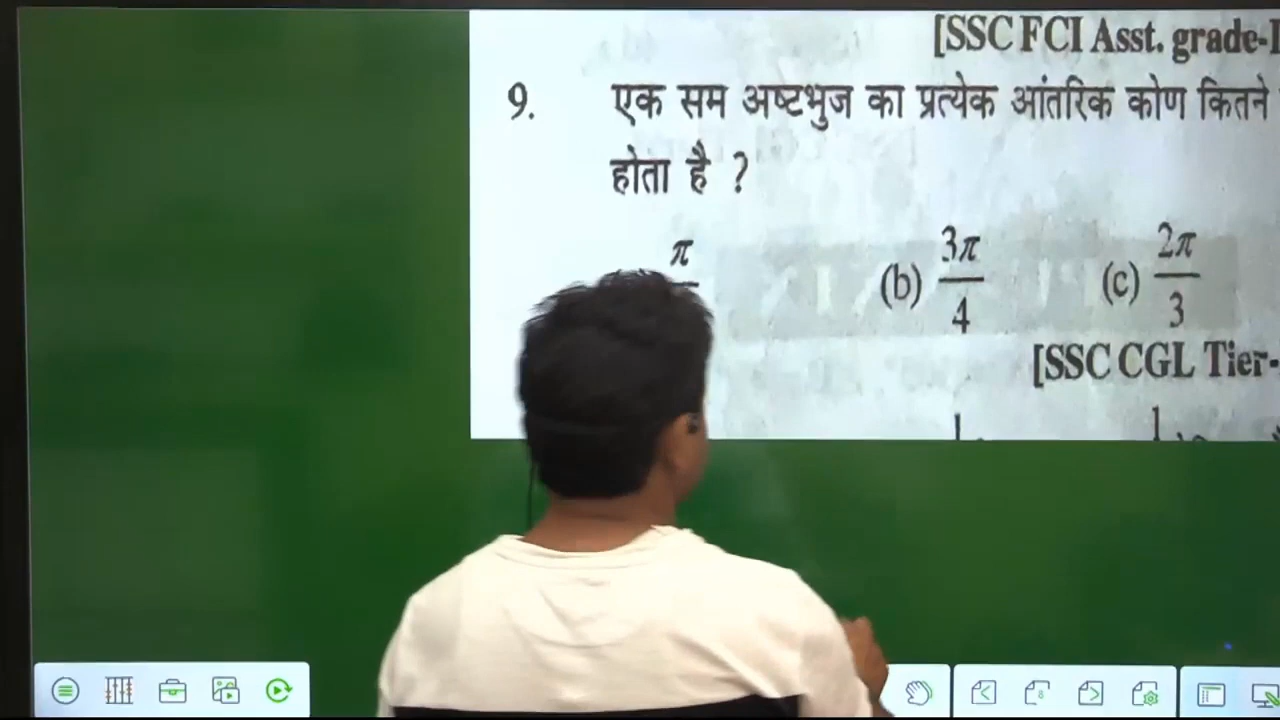 [SSC FCI Asst. grade-I
9. एक सम अष्टभुज का प्रत्येक आंतरिक कोण कितने
होता है ?
π (b) 3π/4 (c) 2π/3
[SSC CGL Tier-